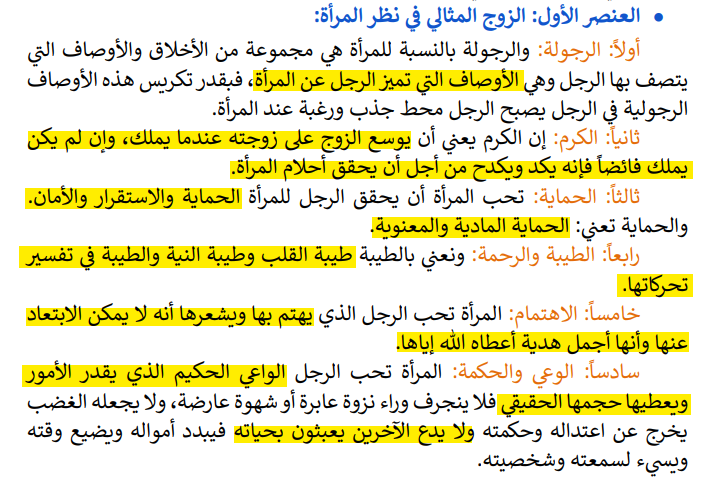 • العنصر الأول: الزوج المثالي في نظر المرأة:
أولاً: الرجولة: والرجولة بالنسبة للمرأة هي مجموعة من الأخلاق والأوصاف التي
يتصف بها الرجل وهي الأوصاف التي تميز الرجل عن المرأة، فبقدر تكريس هذه الأوصاف
الرجولية في الرجل يصبح الرجل محط جذب ورغبة عند المرأة.
ثانياً: الكرم: إن الكرم يعني أن يوسع الزوج على زوجته عندما يملك، وإن لم يكن
يملك فائضاً فإنه يكد ويكدح من أجل أن يحقق أحلام المرأة.
ثالثاً: الحماية: تحب المرأة أن يحقق الرجل للمرأة الحماية والاستقرار والأمان.
والحماية تعني: الحماية المادية والمعنوية.
رابعاً: الطيبة والرحمة: ونعني بالطيبة طيبة القلب وطيبة النية والطيبة في تفسير
تحركاتها.
خامساً: الاهتمام: المرأة تحب الرجل الذي يهتم بها ويشعرها أنه لا يمكن الابتعاد
عنها وأنها أجمل هدية أعطاه الله إياها.
سادساً: الوعي والحكمة: المرأة تحب الرجل الواعي الحكيم الذي يقدر الأمور
ويعطيها حجمها الحقيقي فلا ينجرف وراء نزوة عابرة أو شهوة عارضة، ولا يجعله الغضب
يخرج عن اعتداله وحكمته ولا يدع الآخرين يعبثون بحياته فيبدد أمواله ويضيع وقته
ويسيء لسمعته وشخصيته.